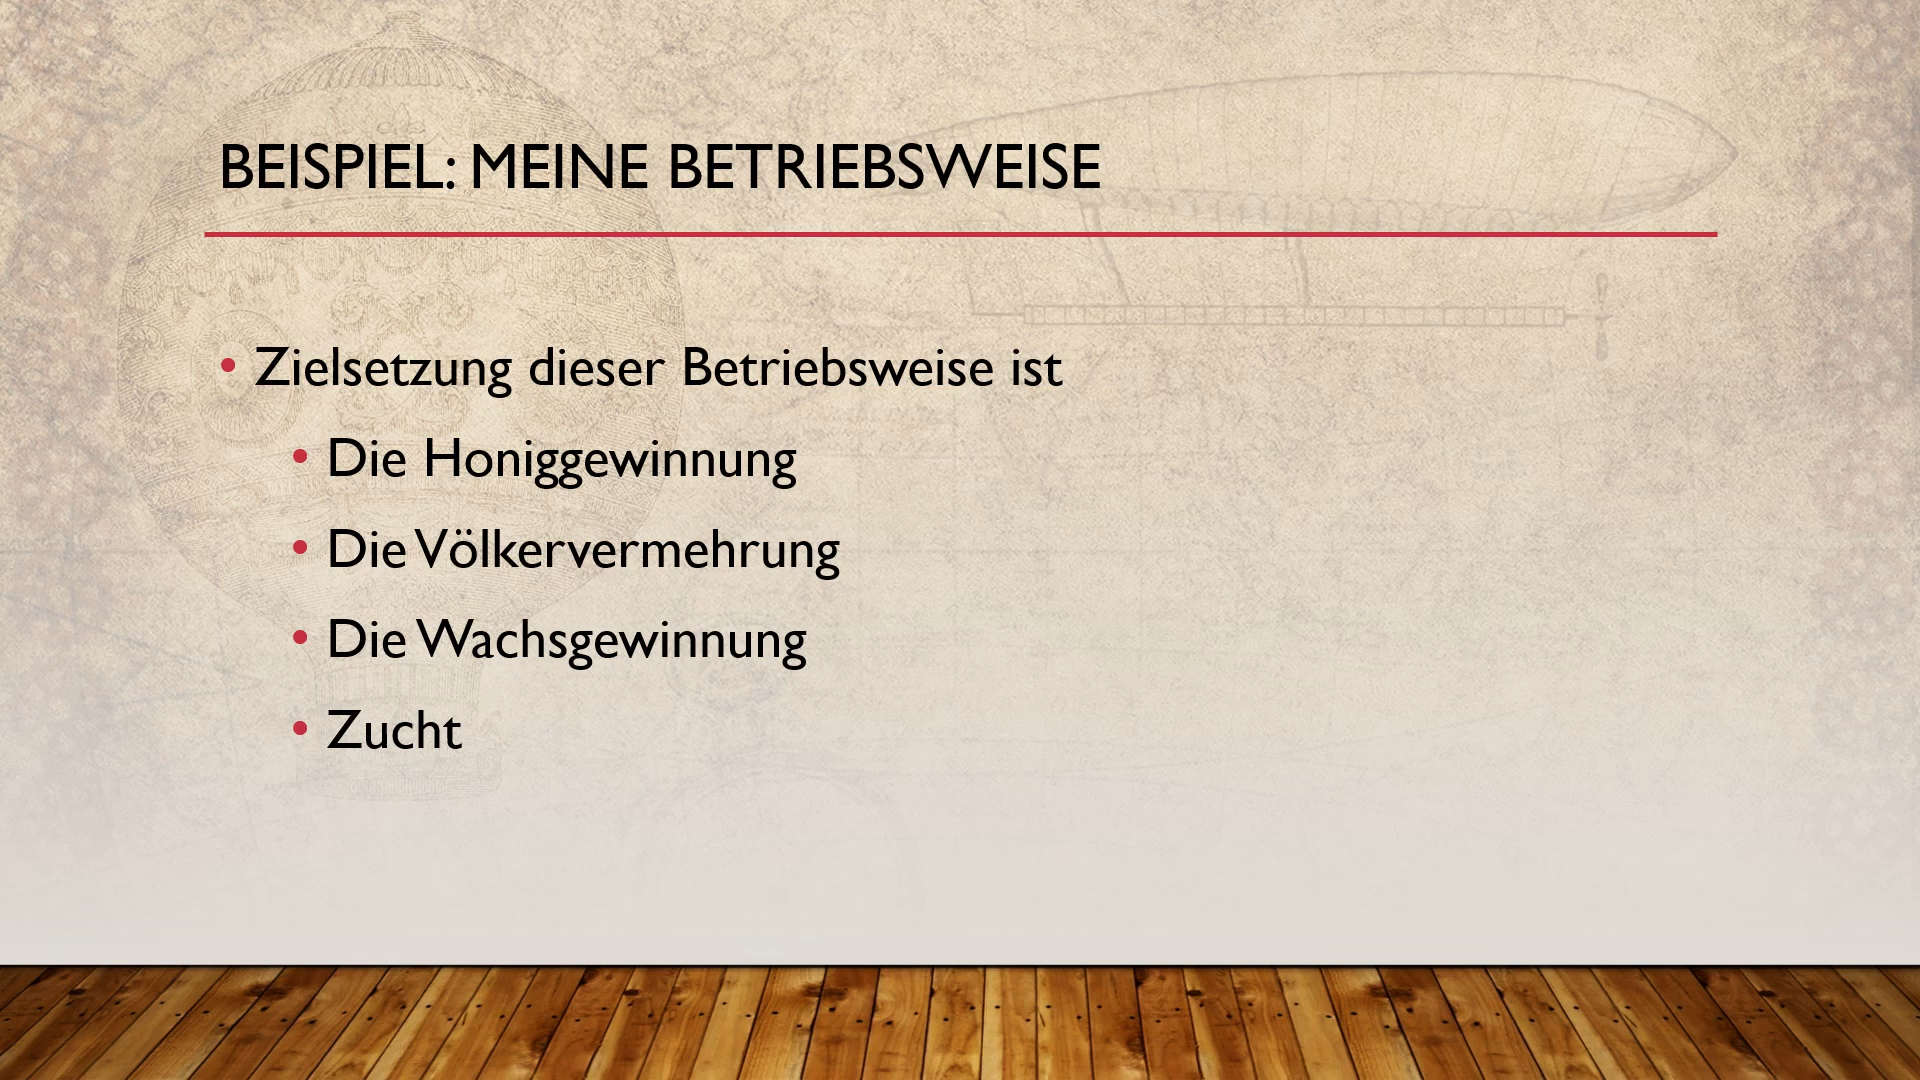 BEISPIEL: MEINE BETRIEBSWEISE
• Zielsetzung dieser Betriebsweise ist
• Die Honiggewinnung
• Die Völkervermehrung
• Die Wachsgewinnung
• Zucht